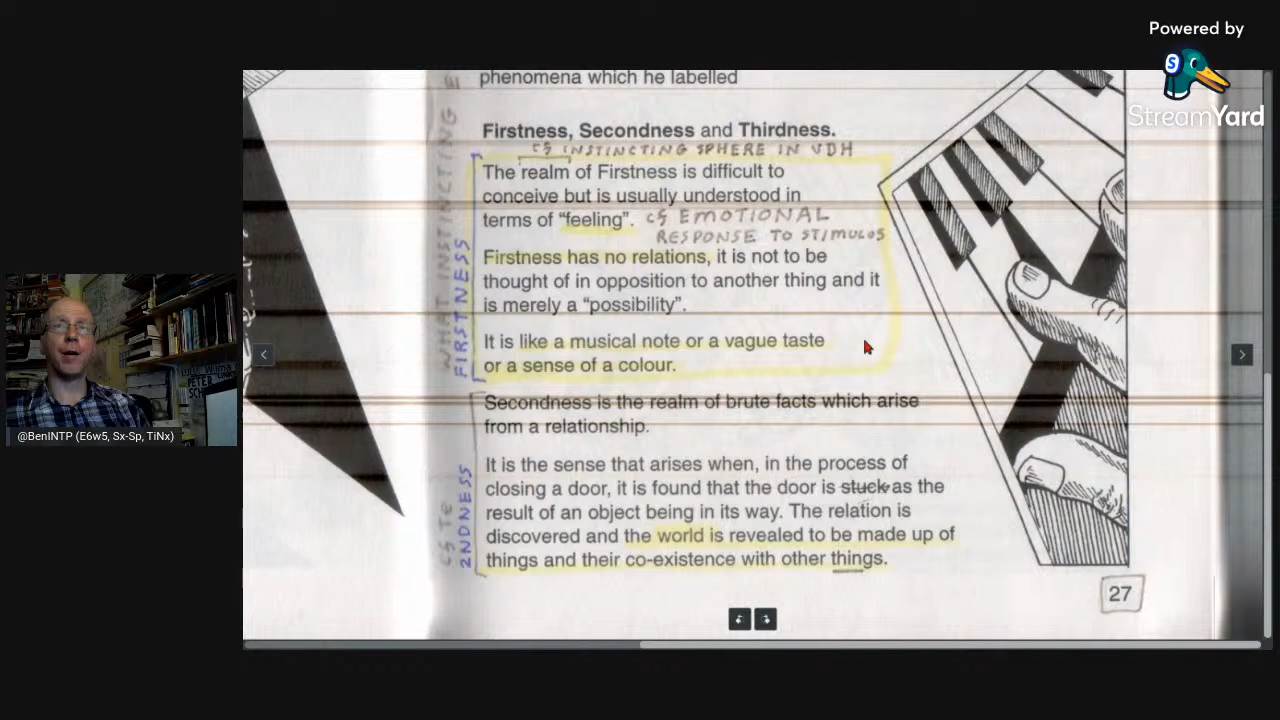 Powered by
StreamYard
phenomena which he labelled
Firstness, Secondness and Thirdness.
cf INSTINCTING SPHERE IN VDH
The realm of Firstness is difficult to
conceive but is usually understood in
terms of “feeling”. cf EMOTIONAL
RESPONSE TO STIMULUS
Firstness has no relations, it is not to be
thought of in opposition to another thing and it
is merely a “possibility”.
It is like a musical note or a vague taste
or a sense of a colour.
WHAT INSTINCTING
FIRSTNESS
Secondness is the realm of brute facts which arise
from a relationship.
It is the sense that arises when, in the process of
closing a door, it is found that the door is stuck as the
result of an object being in its way. The relation is
discovered and the world is revealed to be made up of
things and their co-existence with other things.
cf Te
2NDNESS
27
PETER
@BenINTP (E6w5, Sx-Sp, TiNx)